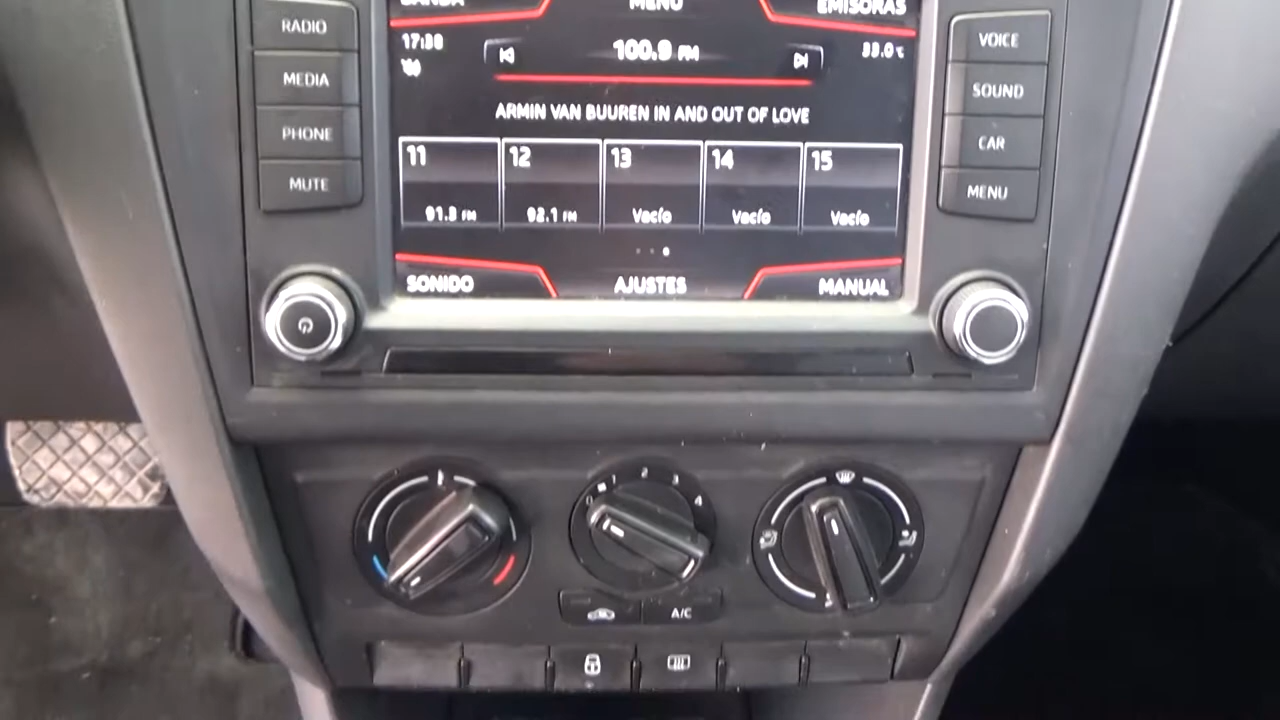 BANDA MENU EMISORAS
RADIO
MEDIA
PHONE
MUTE
17:38 100.9 FM 33.0℃
ARMIN VAN BUUREN IN AND OUT OF LOVE
11 12 13 14 15
91.3 FM 92.1 FM Vacío Vacío Vacío
SONIDO AJUSTES MANUAL
VOICE
SOUND
CAR
MENU
0 1 2 3 4
A/C